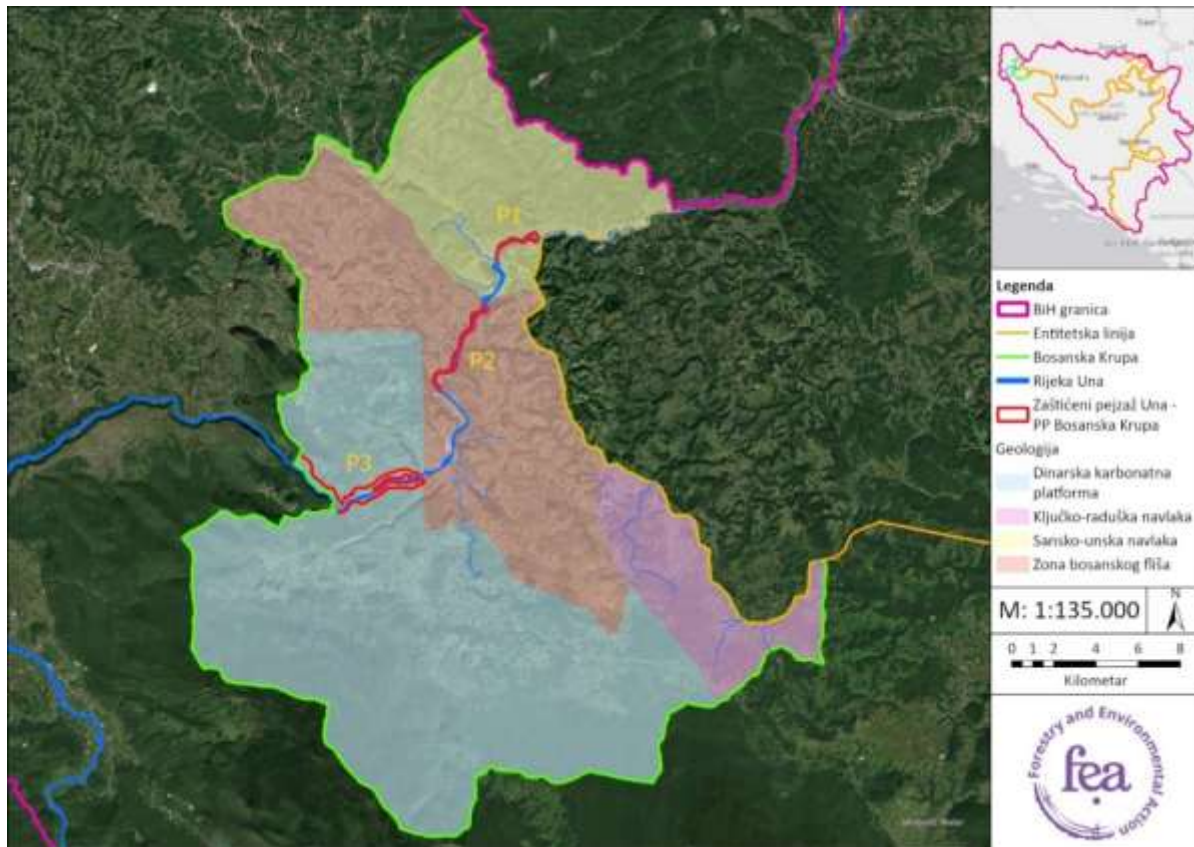 P1
P2
P3
Legenda
BiH granica
Entitetska linija
Bosanska Krupa
Rijeka Una
Zaštićeni pejzaž Una -
PP Bosanska Krupa
Geologija
Dinarska karbonatna
platforma
Ključko-raduška navlaka
Sansko-unska navlaka
Zona bosanskog fliša
M: 1:135.000
N
0 1 2 4 6 8
Kilometar
Forestry and Environmental Action
fea